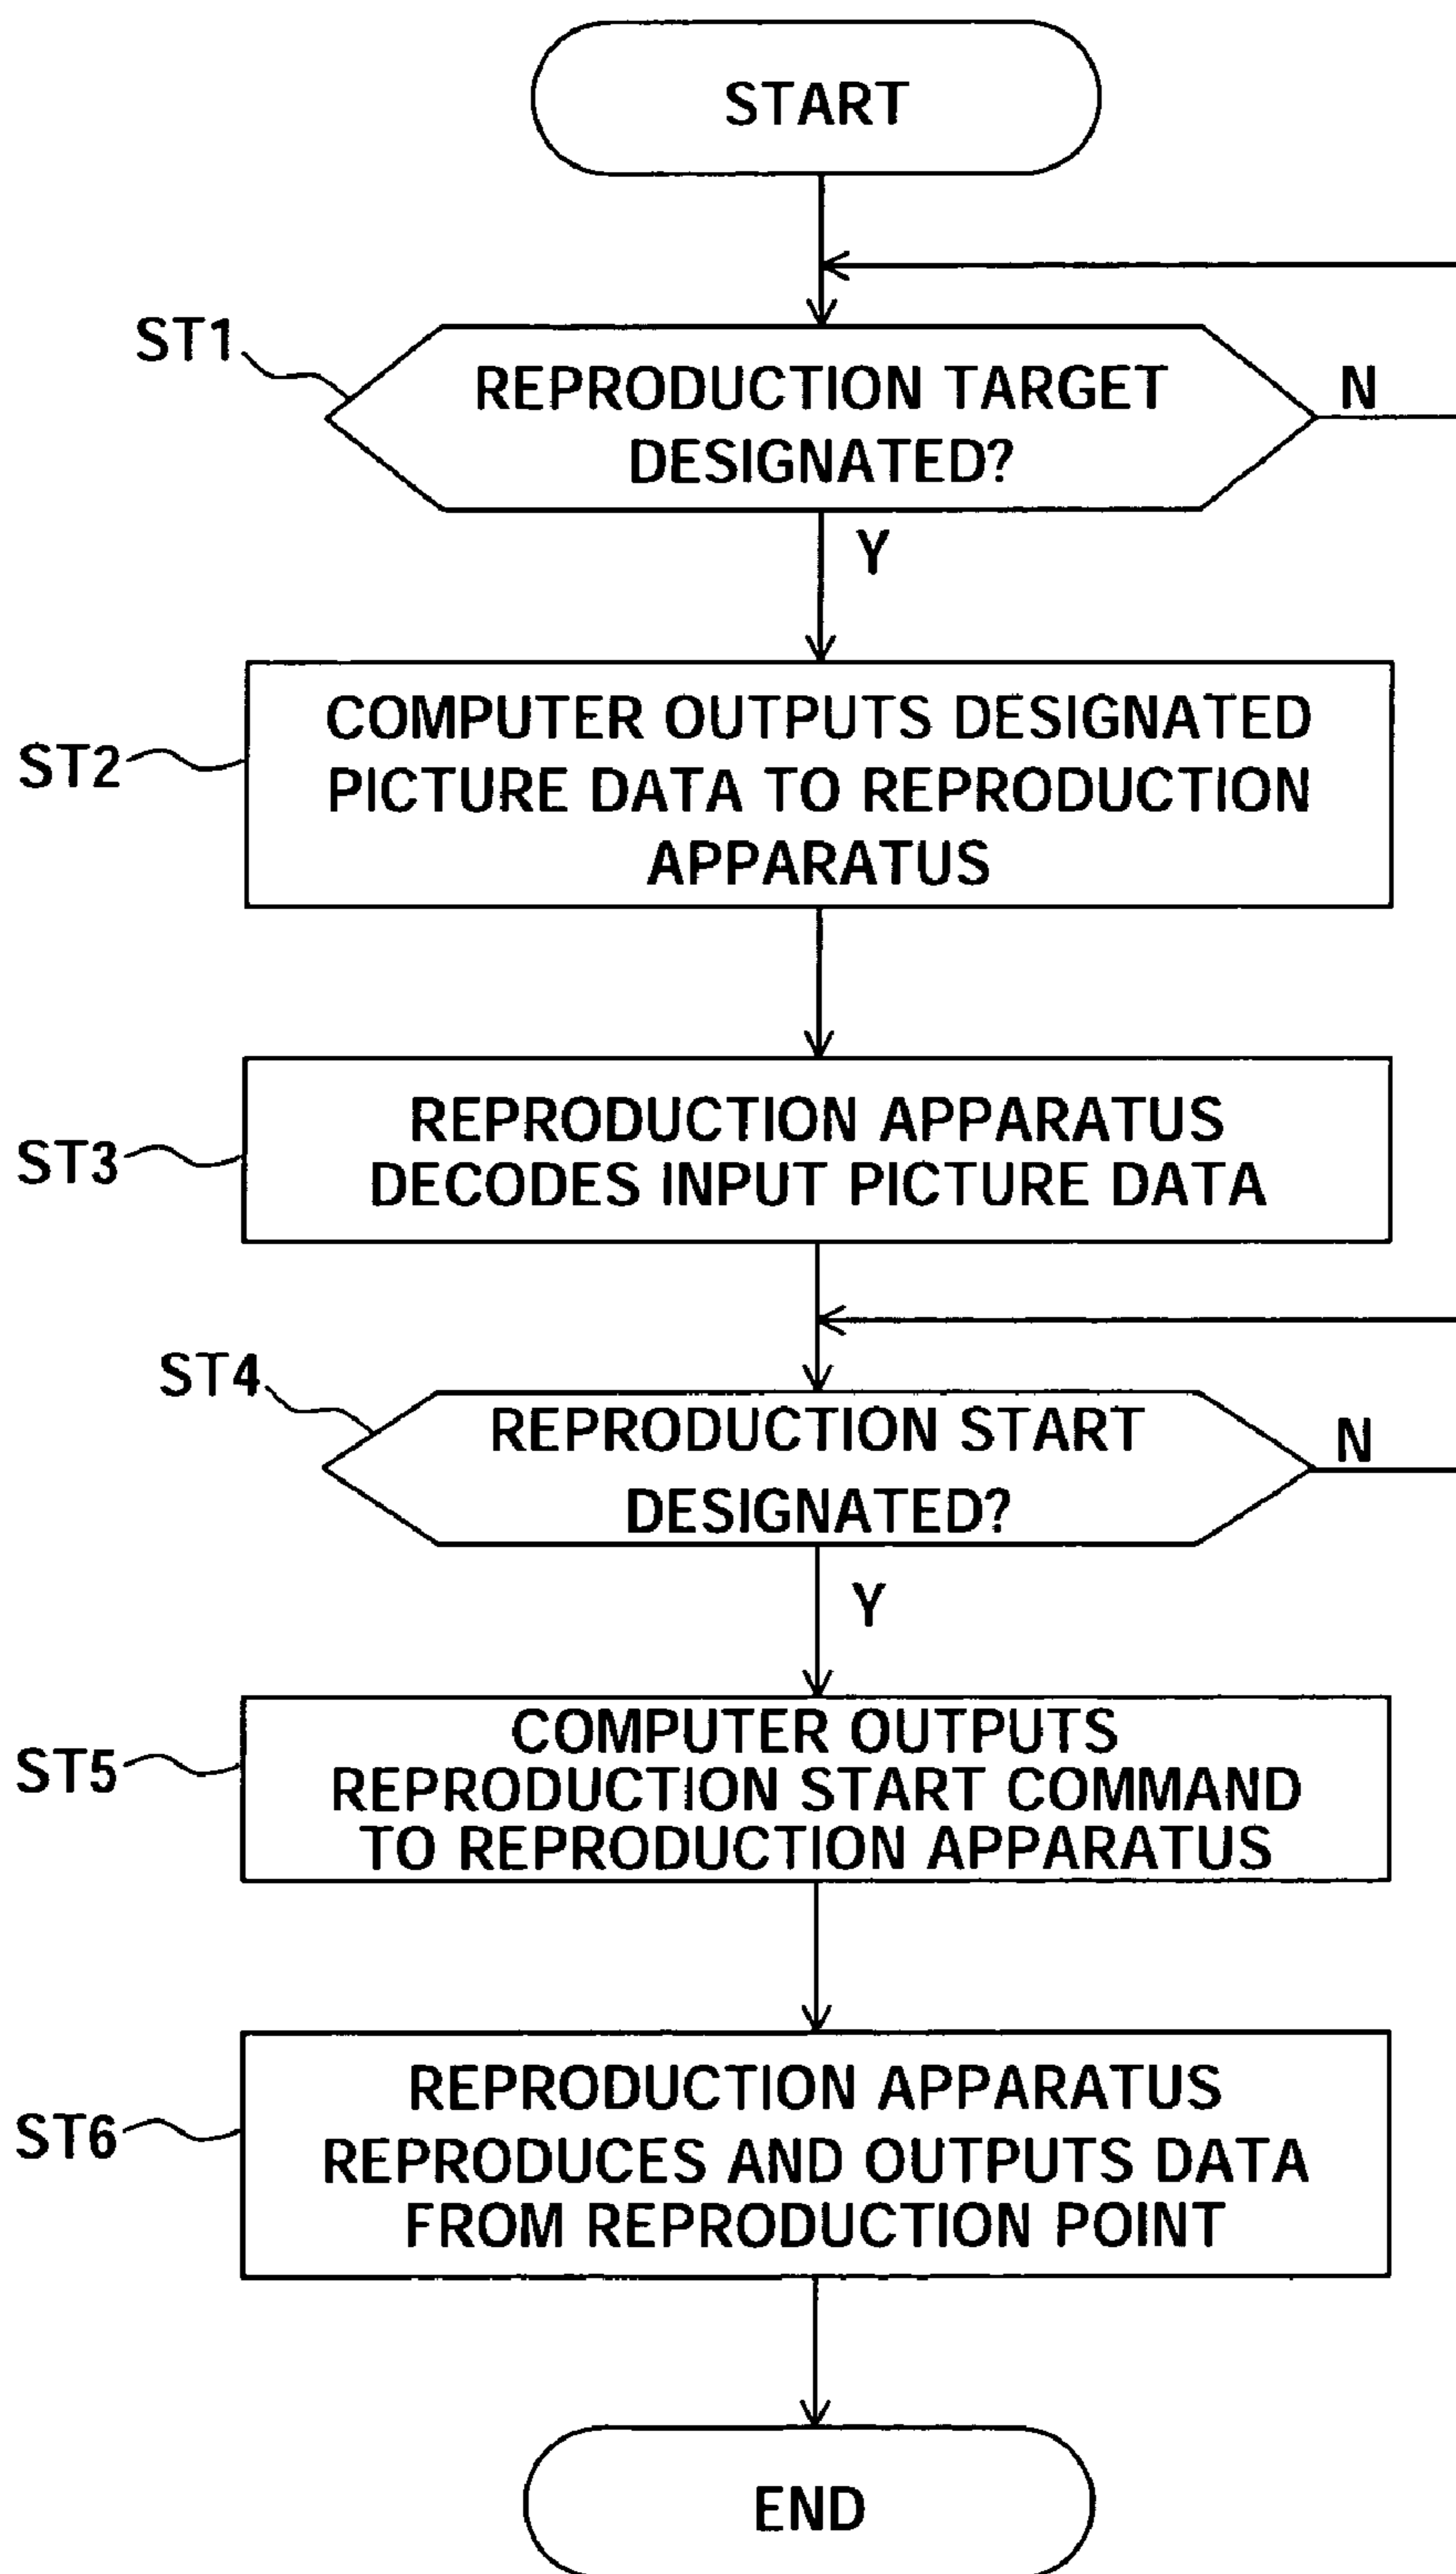 START
ST1
REPRODUCTION TARGET
DESIGNATED?
N
Y
ST2
COMPUTER OUTPUTS DESIGNATED
PICTURE DATA TO REPRODUCTION
APPARATUS
ST3
REPRODUCTION APPARATUS
DECODES INPUT PICTURE DATA
ST4
REPRODUCTION START
DESIGNATED?
N
Y
ST5
COMPUTER OUTPUTS
REPRODUCTION START COMMAND
TO REPRODUCTION APPARATUS
ST6
REPRODUCTION APPARATUS
REPRODUCES AND OUTPUTS DATA
FROM REPRODUCTION POINT
END